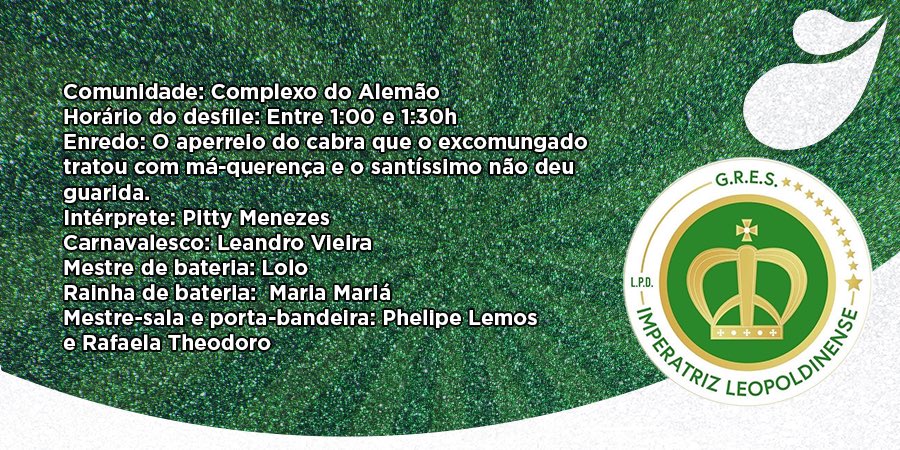 Comunidade: Complexo do Alemão
Horário do desfile: Entre 1:00 e 1:30h
Enredo: O aperreio do cabra que o excomungado
tratou com má-querença e o santíssimo não deu
guarida.
Intérprete: Pitty Menezes
Carnavalesco: Leandro Vieira
Mestre de bateria: Lolo
Rainha de bateria:  Maria Mariá
Mestre-sala e porta-bandeira: Phelipe Lemos
e Rafaela Theodoro
G.R.E.S.
L.P.D.
IMPERATRIZ LEOPOLDINENSE